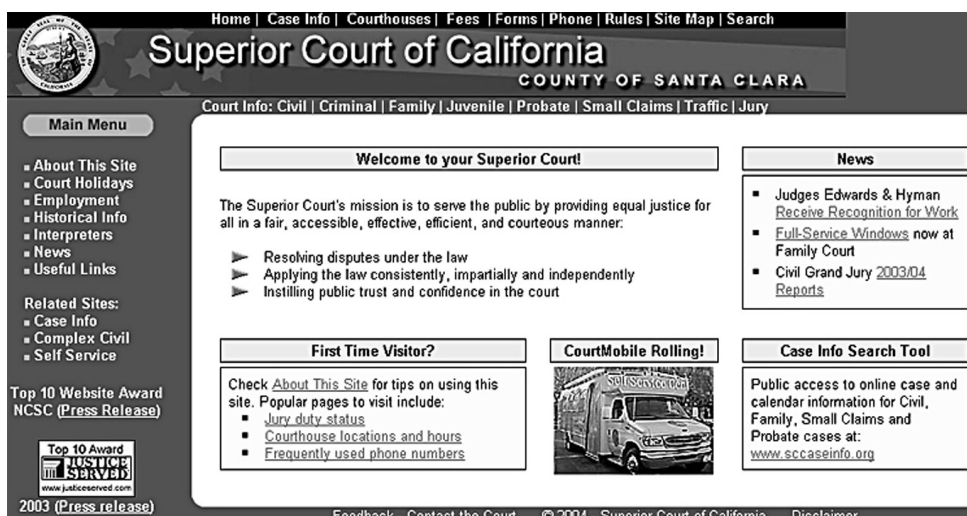 Home | Case Info | Courthouses | Fees | Forms | Phone | Rules | Site Map | Search
Superior Court of California
COUNTY OF SANTA CLARA
Court Info: Civil | Criminal | Family | Juvenile | Probate | Small Claims | Traffic | Jury
Main Menu
About This Site
Court Holidays
Employment
Historical Info
Interpreters
News
Useful Links
Related Sites:
Case Info
Complex Civil
Self Service
Top 10 Website Award
NCSC (Press Release)
Top 10 Award
JUSTICE
SERVED
www.justiceserved.com
2003 (Press release)
Welcome to your Superior Court!
The Superior Court's mission is to serve the public by providing equal justice for
all in a fair, accessible, effective, efficient, and courteous manner:
Resolving disputes under the law
Applying the law consistently, impartially and independently
Instilling public trust and confidence in the court
News
Judges Edwards & Hyman
Receive Recognition for Work
Full-Service Windows now at
Family Court
Civil Grand Jury 2003/04
Reports
First Time Visitor?
Check About This Site for tips on using this
site. Popular pages to visit include:
Jury duty status
Courthouse locations and hours
Frequently used phone numbers
CourtMobile Rolling!
Case Info Search Tool
Public access to online case and
calendar information for Civil,
Family, Small Claims and
Probate cases at:
www.sccaseinfo.org
Feedback Contact the Court © 2004 Superior Court of California Disclaimer